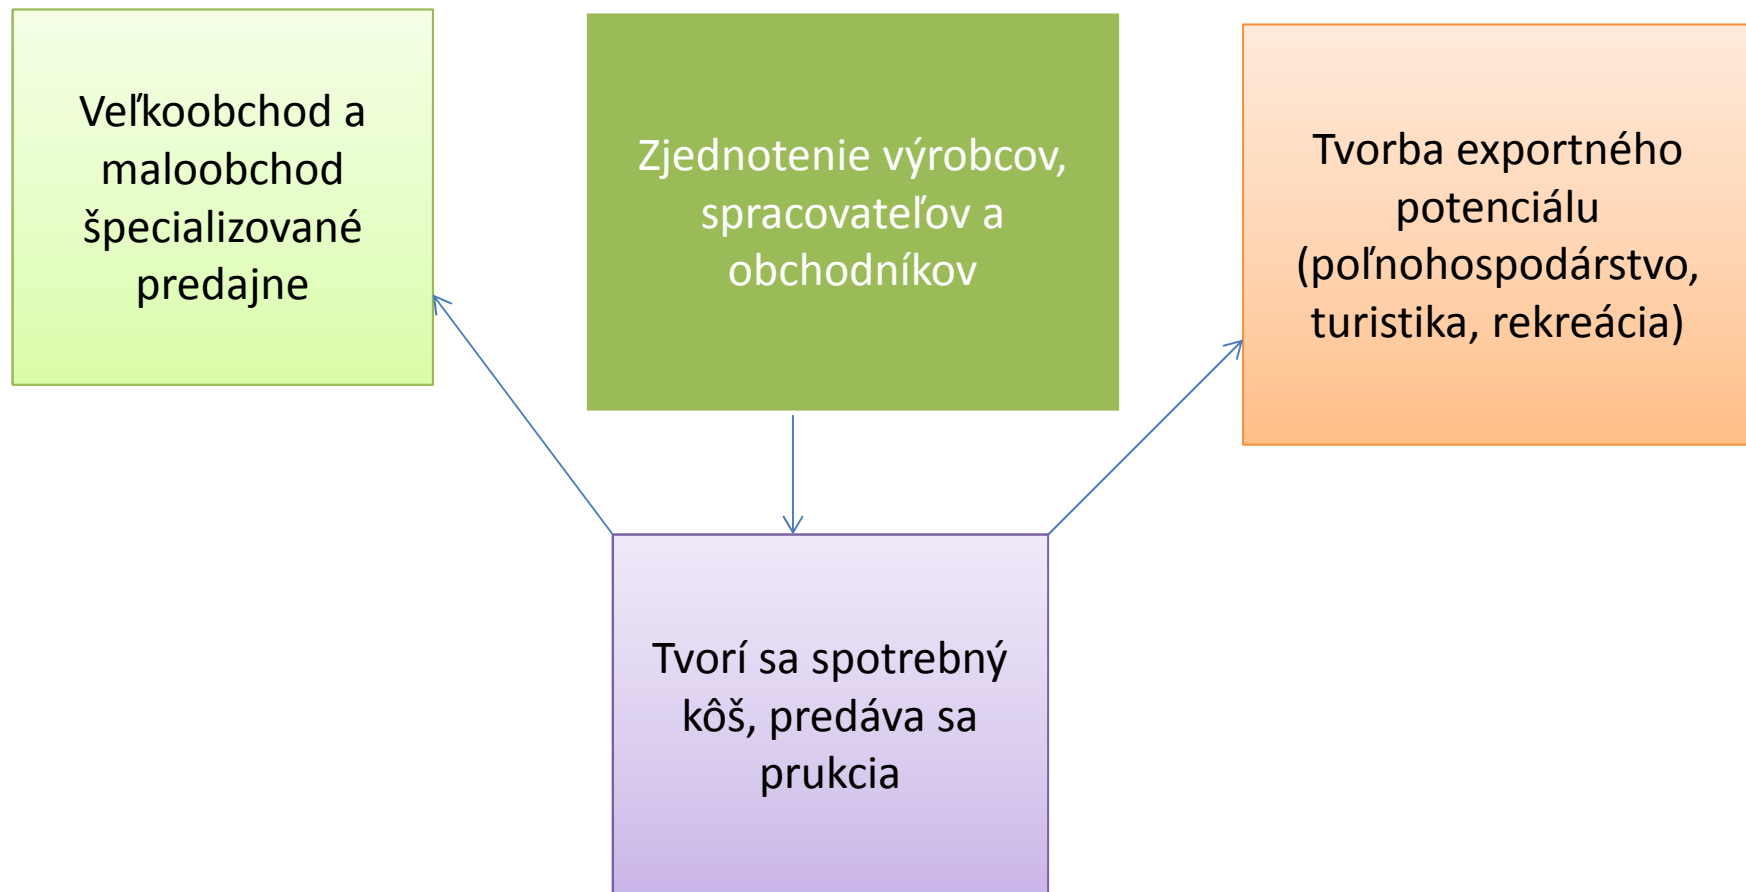 Veľkoobchod a
maloobchod
špecializované
predajne
Zjednotenie výrobcov,
spracovateľov a
obchodníkov
Tvorba exportného
potenciálu
(poľnohospodárstvo,
turistika, rekreácia)
Tvorí sa spotrebný
kôš, predáva sa
prukcia